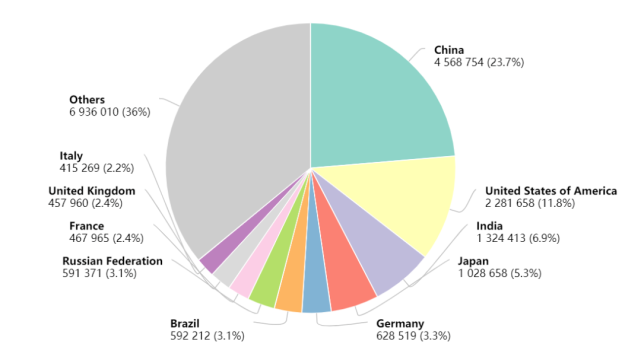 China
4 568 754 (23.7%)
United States of America
2 281 658 (11.8%)
India
1 324 413 (6.9%)
Japan
1 028 658 (5.3%)
Germany
628 519 (3.3%)
Brazil
592 212 (3.1%)
Russian Federation
591 371 (3.1%)
France
467 965 (2.4%)
United Kingdom
457 960 (2.4%)
Italy
415 269 (2.2%)
Others
6 936 010 (36%)